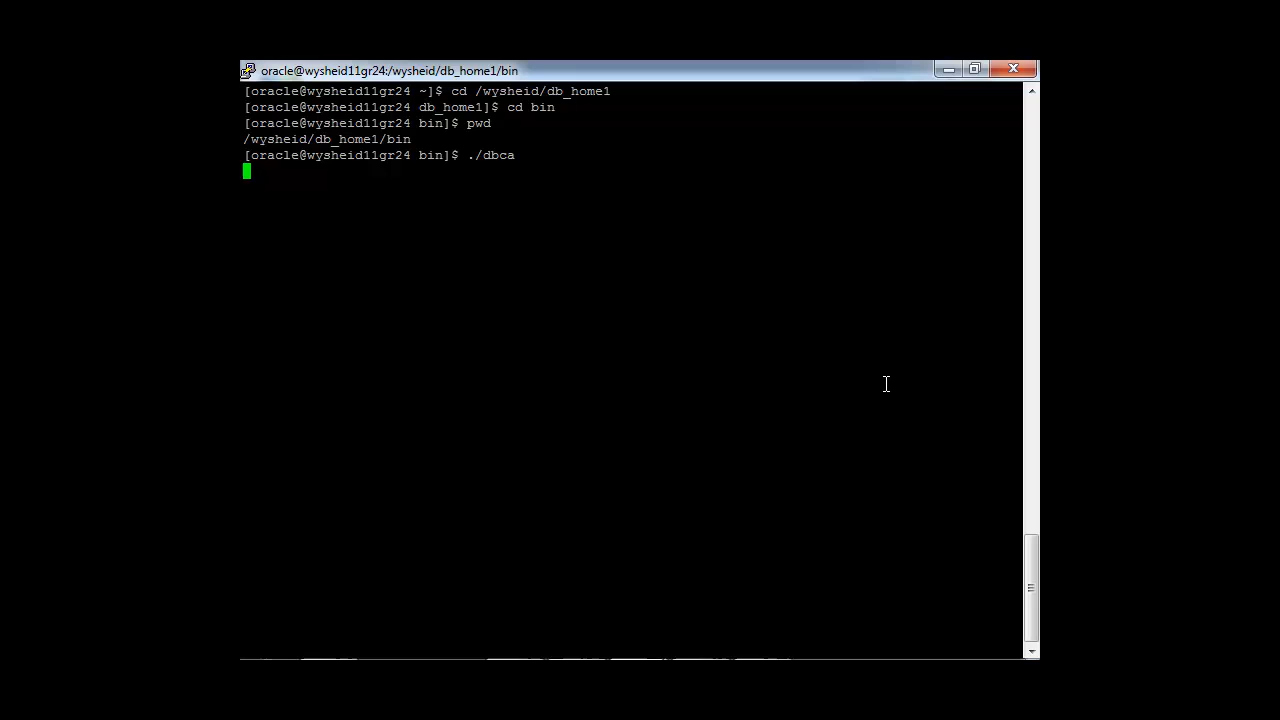 oracle@wysheid11gr24:/wysheid/db_home1/bin
[oracle@wysheid11gr24 ~]$ cd /wysheid/db_home1
[oracle@wysheid11gr24 db_home1]$ cd bin
[oracle@wysheid11gr24 bin]$ pwd
/wysheid/db_home1/bin
[oracle@wysheid11gr24 bin]$ ./dbca